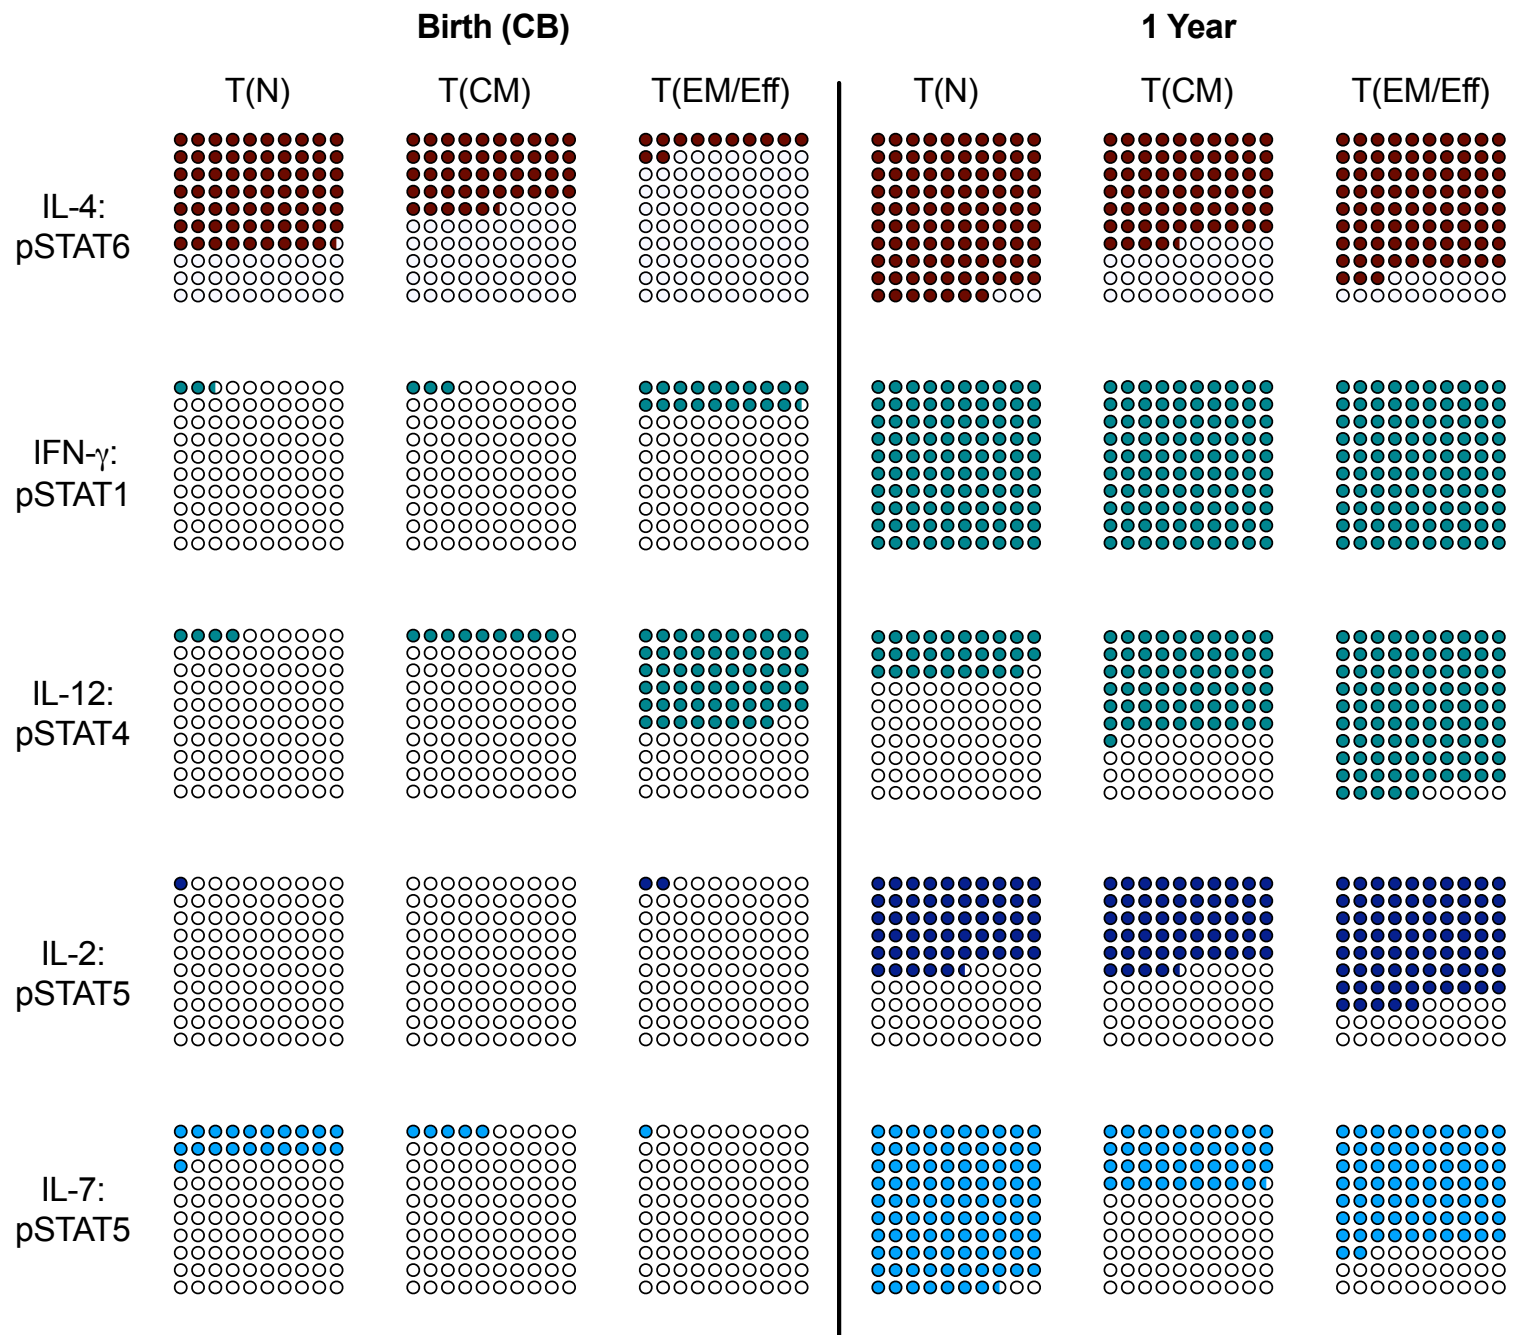 Birth (CB)
1 Year
T(N)
T(CM)
T(EM/Eff)
T(N)
T(CM)
T(EM/Eff)
IL-4:
pSTAT6
IFN-γ:
pSTAT1
IL-12:
pSTAT4
IL-2:
pSTAT5
IL-7:
pSTAT5